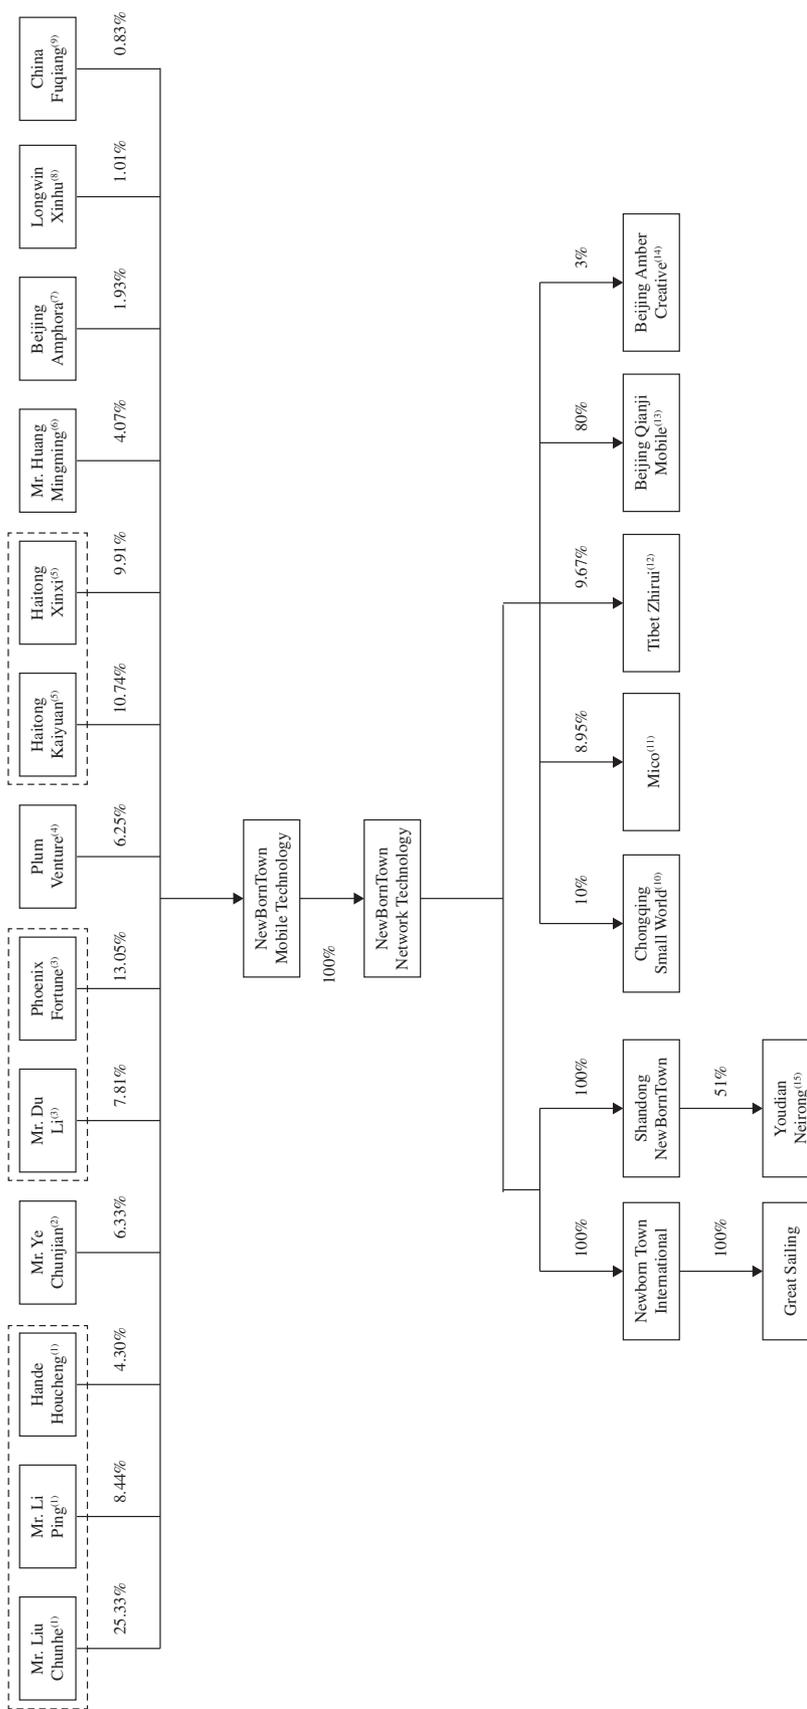 Mr. Liu
Chunhe(1)
25.33%
Mr. Li
Ping(1)
8.44%
Hande
Houcheng(1)
4.30%
Mr. Ye
Chunjian(2)
6.33%
Mr. Du
Li(3)
7.81%
Phoenix
Fortune(3)
13.05%
Plum
Venture(4)
6.25%
Haitong
Kaiyuan(5)
10.74%
Haitong
Xinxi(5)
9.91%
Mr. Huang
Mingming(6)
4.07%
Beijing
Amphora(7)
1.93%
Longwin
Xinhu(8)
1.01%
China
Fuqiang(9)
0.83%
NewBornTown
Mobile Technology
100%
NewBornTown
Network Technology
100%
Newborn Town
International
100%
Shandong
NewBornTown
10%
Chongqing
Small World(10)
8.95%
Mico(11)
9.67%
Tibet Zhirui(12)
80%
Beijing Qianji
Mobile(13)
3%
Beijing Amber
Creative(14)
100%
Great Sailing
51%
Youdian
Neirong(15)